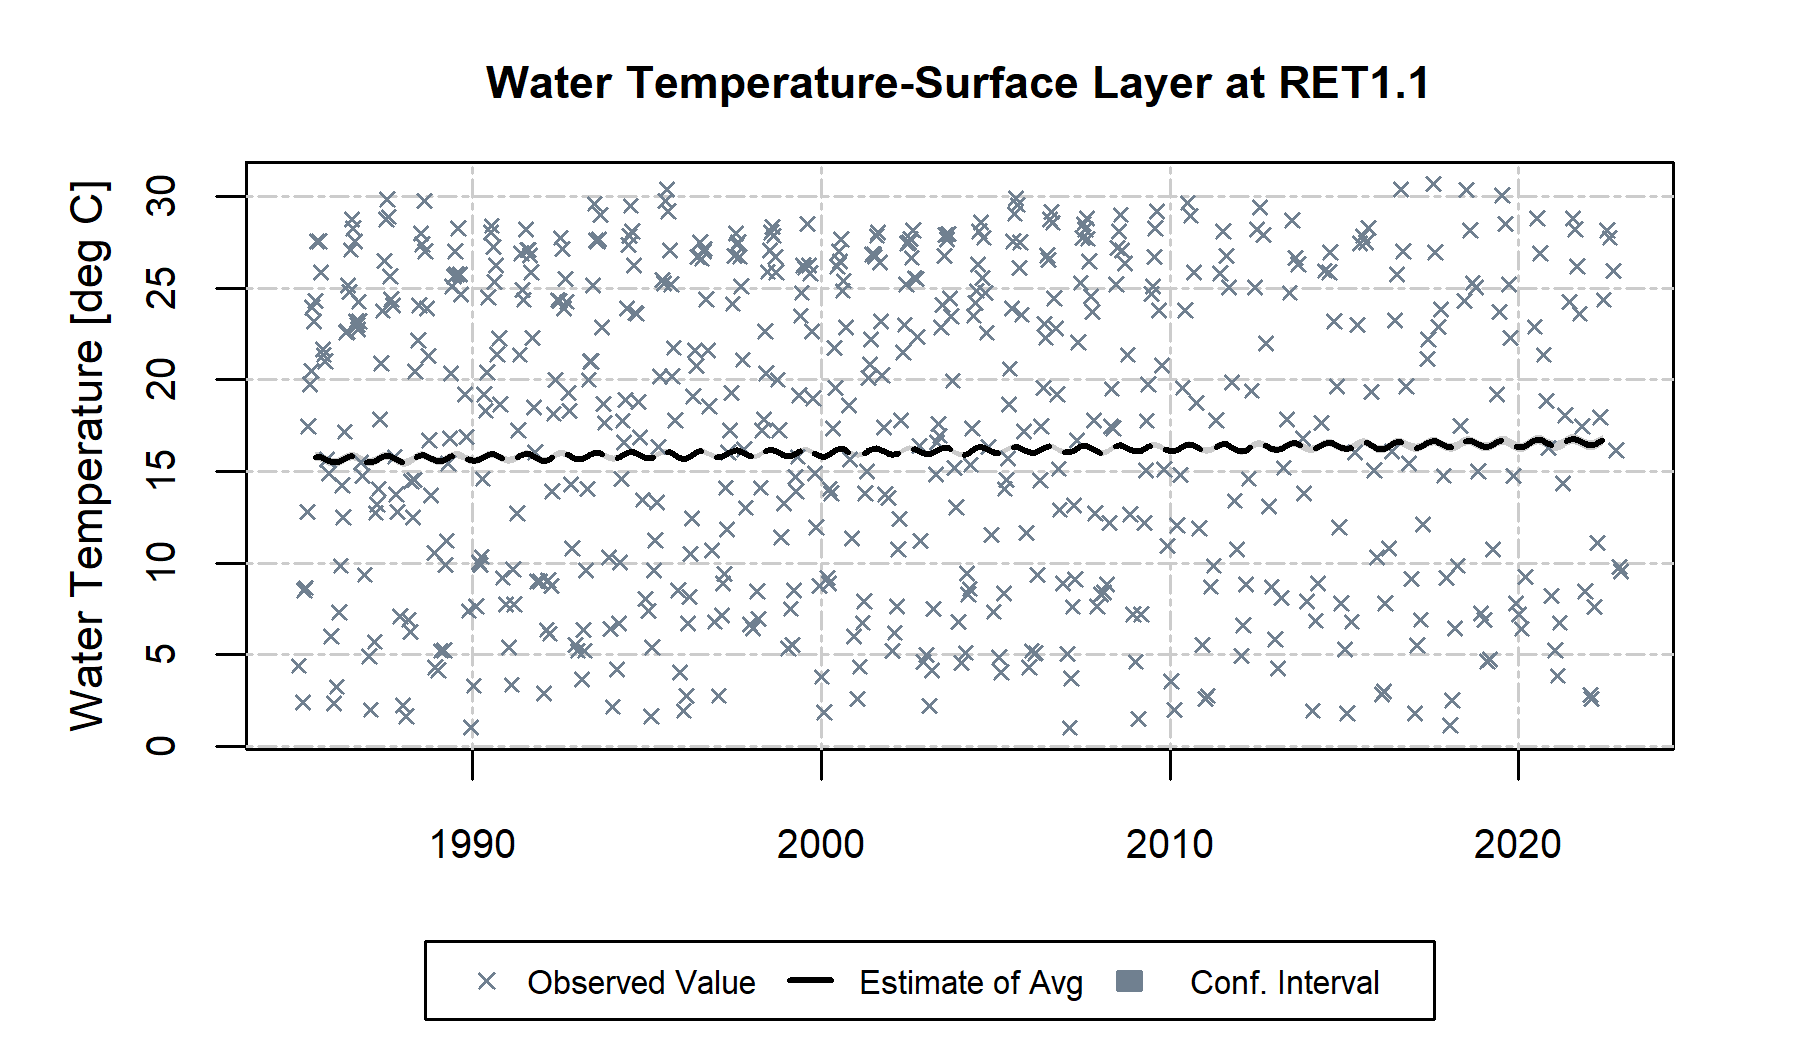 Water Temperature-Surface Layer at RET1.1
Water Temperature [deg C]
30
25
20
15
10
5
0
1990 2000 2010 2020
Observed Value Estimate of Avg Conf. Interval